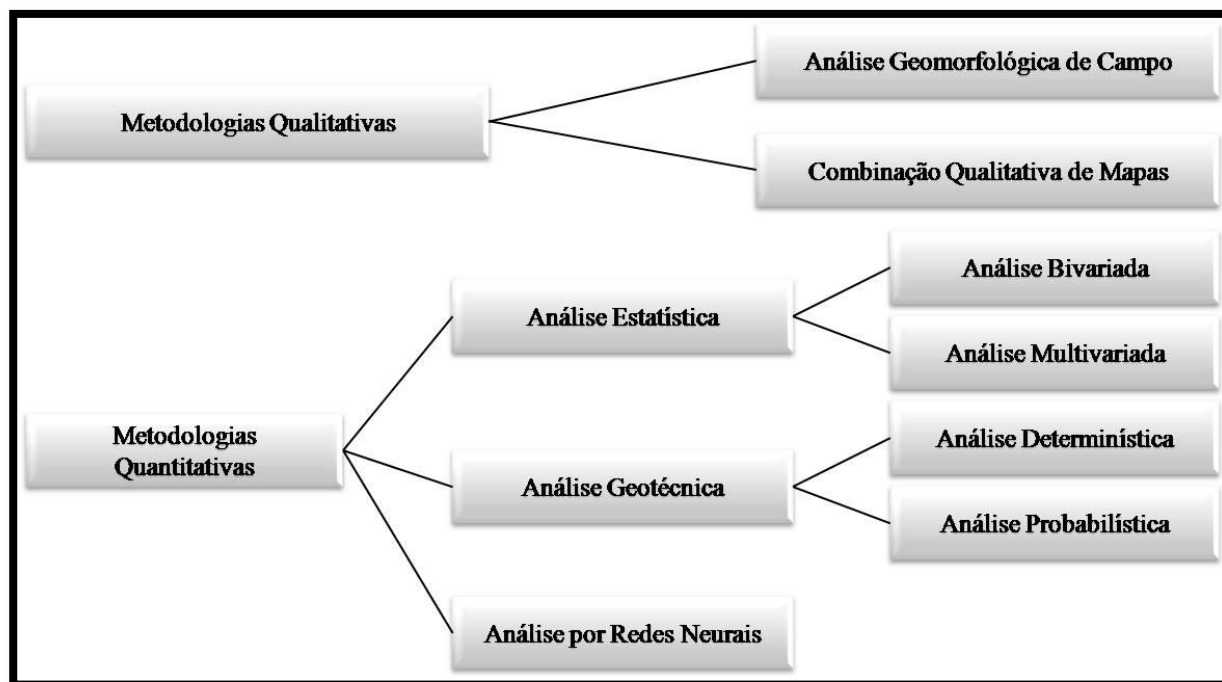 Metodologias Qualitativas
Análise Geomorfológica de Campo
Combinação Qualitativa de Mapas
Metodologias
Quantitativas
Análise Estatística
Análise Bivariada
Análise Multivariada
Análise Geotécnica
Análise Determinística
Análise Probabilística
Análise por Redes Neurais